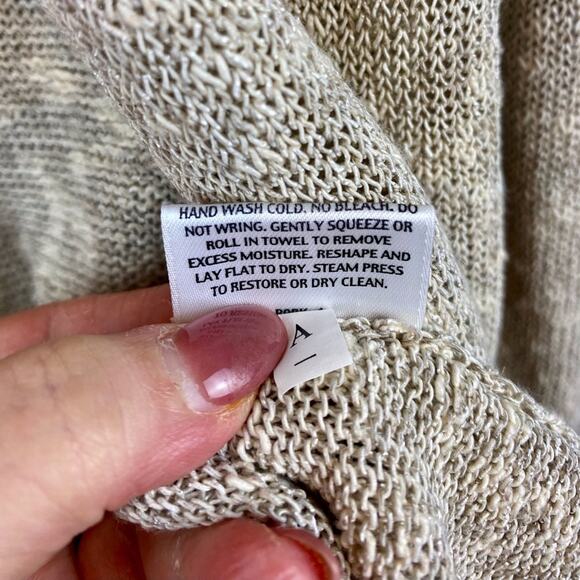 HAND WASH COLD. NO BLEACH. DO
NOT WRING. GENTLY SQUEEZE OR
ROLL IN TOWEL TO REMOVE
EXCESS MOISTURE. RESHAPE AND
LAY FLAT TO DRY. STEAM PRESS
TO RESTORE OR DRY CLEAN.
A